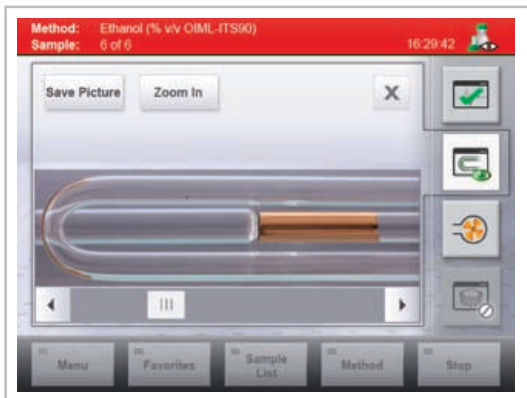 Method: Ethanol (% v/v OIML-ITS90)
Sample: 6 of 6
16:29:42
Save Picture
Zoom In
X
Menu
Favorites
Sample
List
Method
Stop